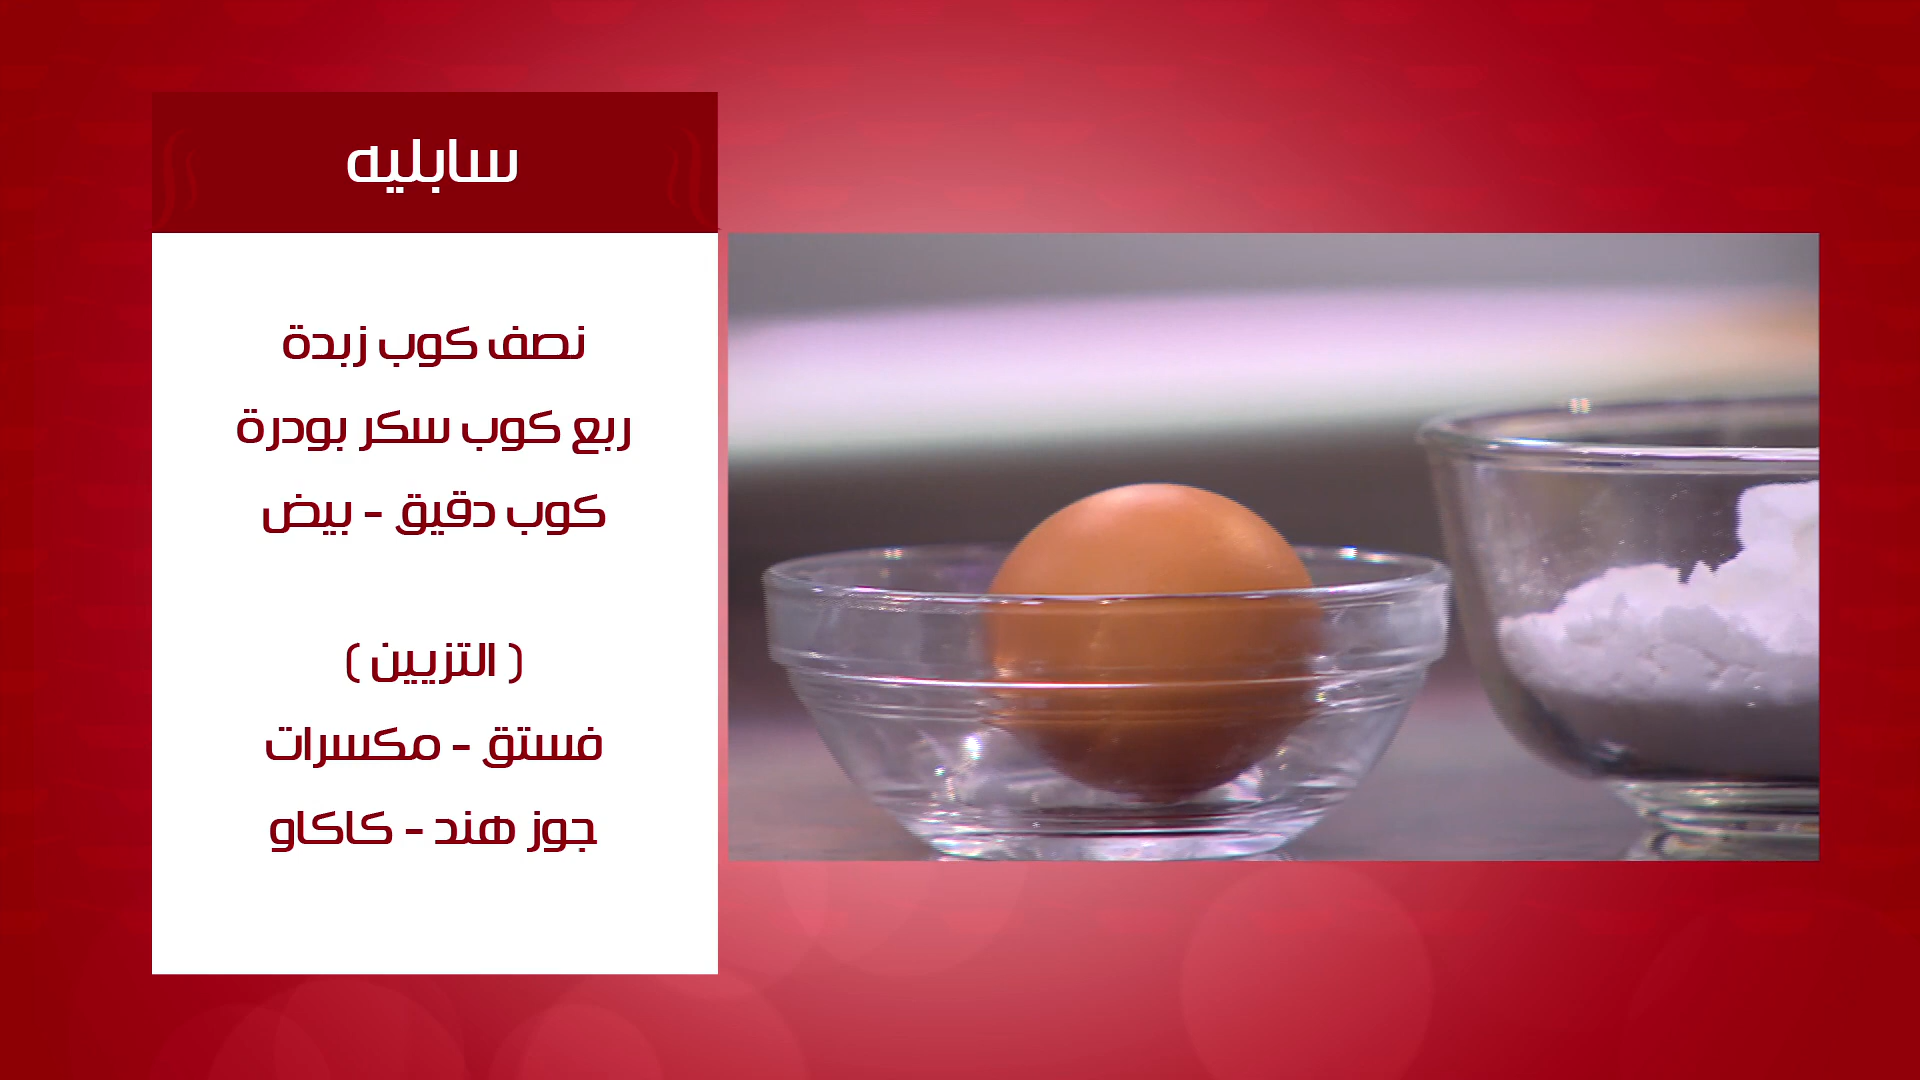 سابليه
نصف كوب زبدة
ربع كوب سكر بودرة
كوب دقيق - بيض
( التزيين )
فستق - مكسرات
جوز هند - كاكاو